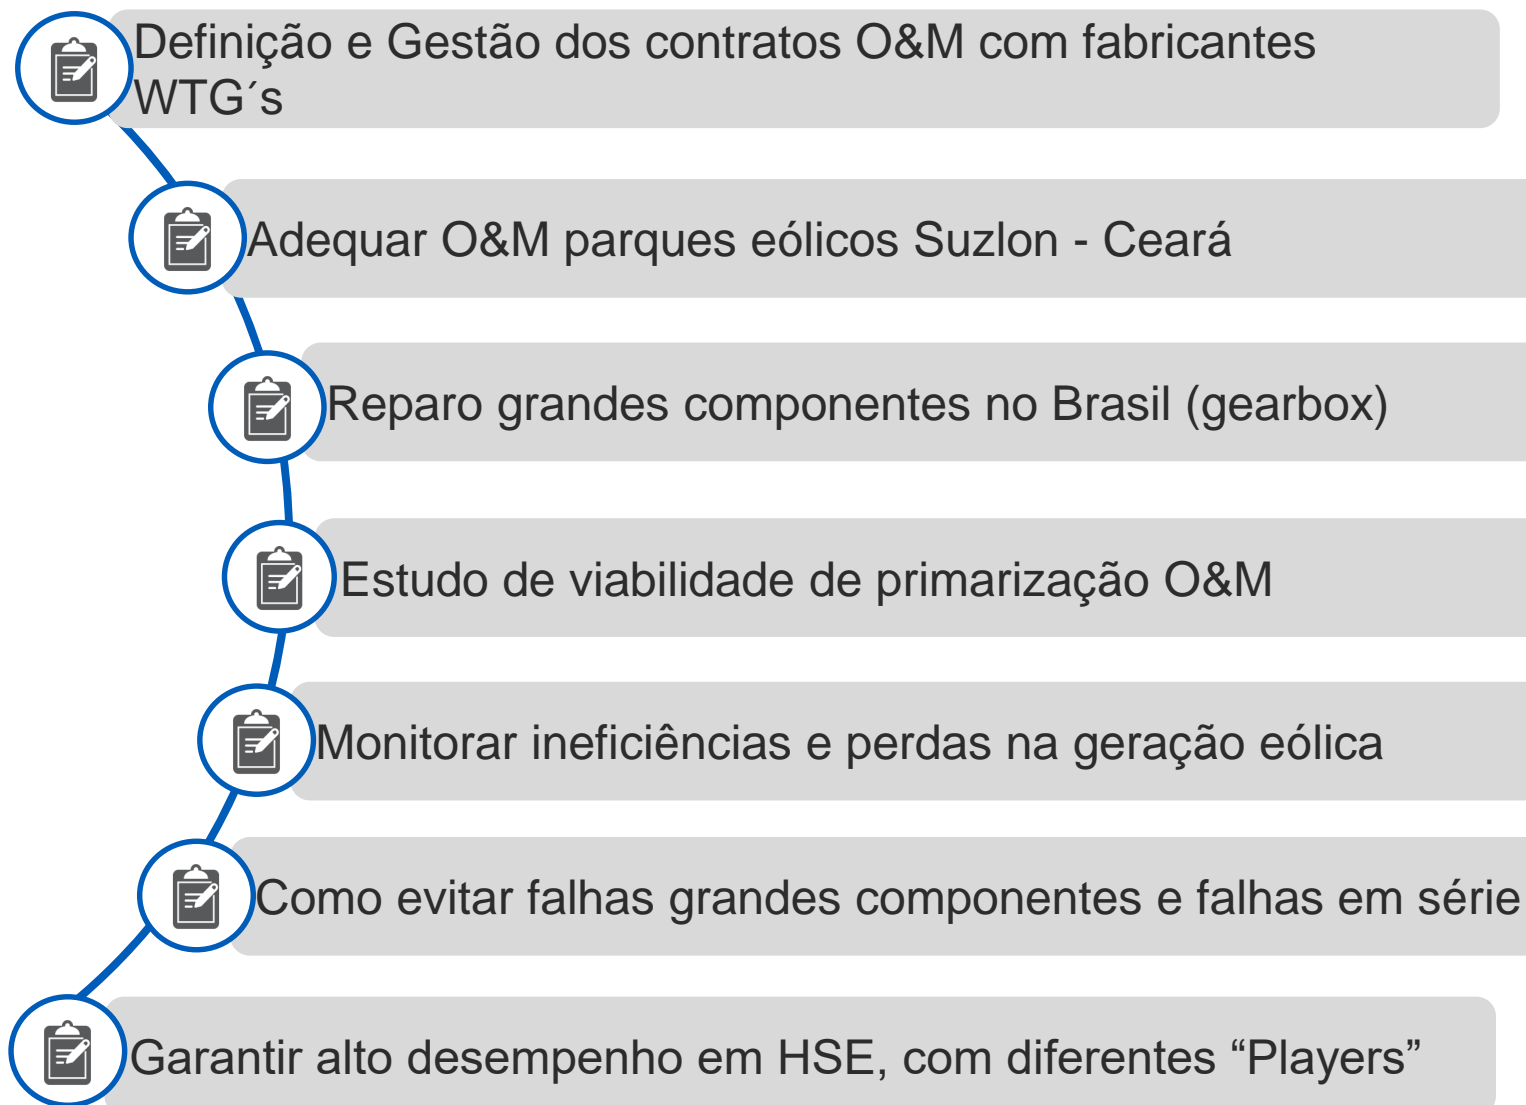 Definição e Gestão dos contratos O&M com fabricantes
WTG´s
Adequar O&M parques eólicos Suzlon - Ceará
Reparo grandes componentes no Brasil (gearbox)
Estudo de viabilidade de primarização O&M
Monitorar ineficiências e perdas na geração eólica
Como evitar falhas grandes componentes e falhas em série
Garantir alto desempenho em HSE, com diferentes “Players”